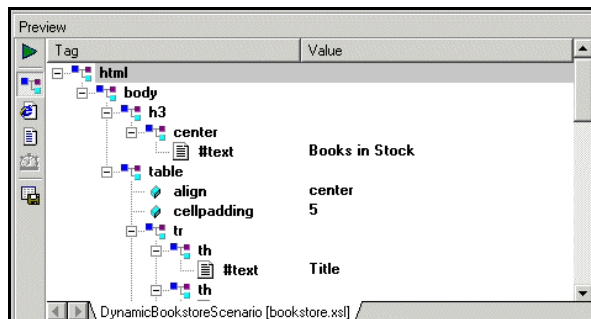 Preview
Tag Value
html
body
h3
center
#text Books in Stock
table
align center
cellpadding 5
tr
th
#text Title
th
DynamicBookstoreScenario [bookstore.xsl]